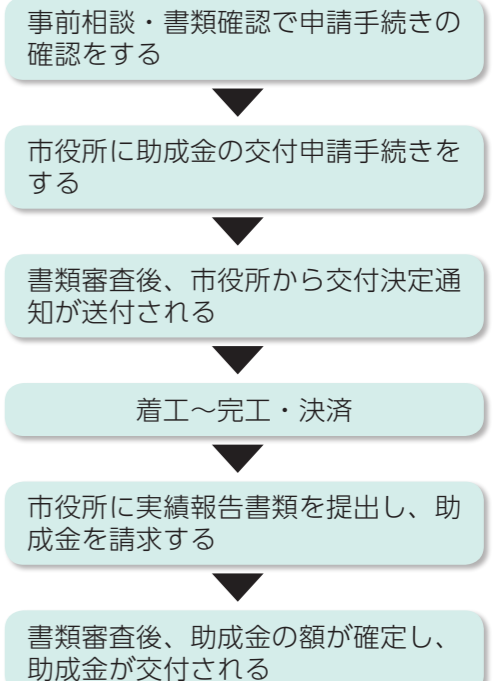 事前相談・書類確認で申請手続きの
確認をする
市役所に助成金の交付申請手続きを
する
書類審査後、市役所から交付決定通
知が送付される
着工～完工・決済
市役所に実績報告書類を提出し、助
成金を請求する
書類審査後、助成金の額が確定し、
助成金が交付される